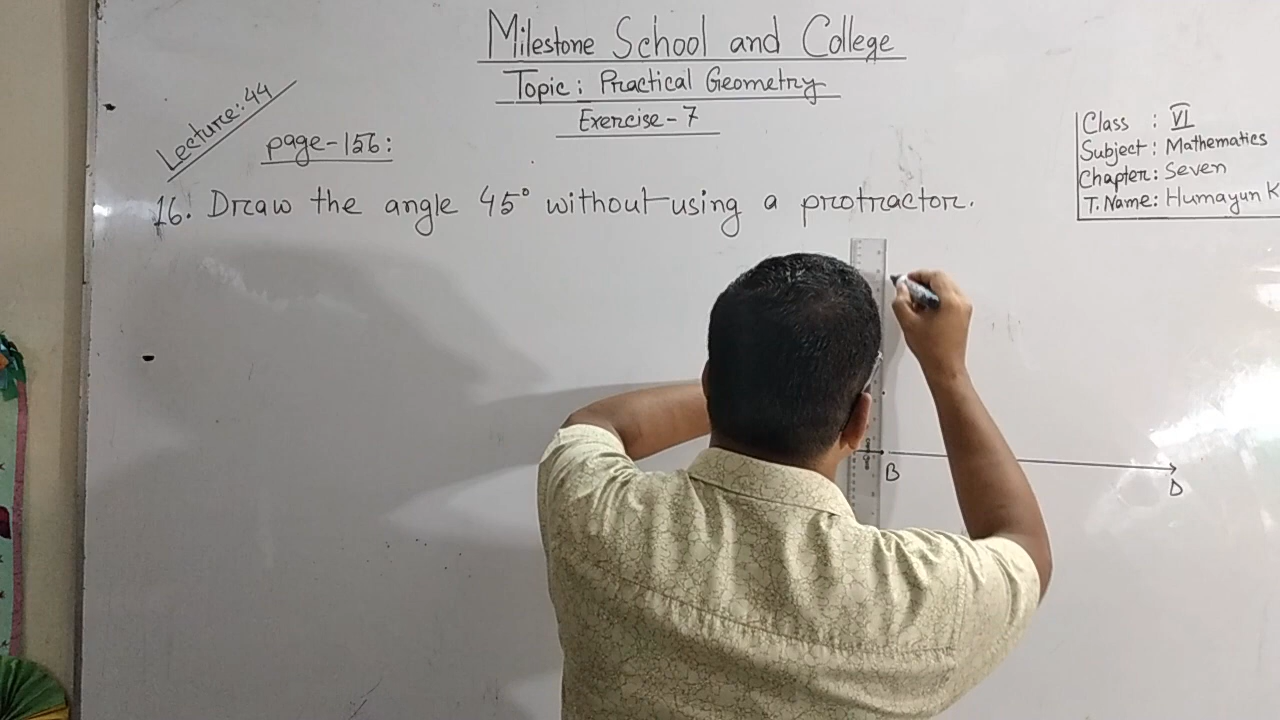 Milestone School and College
Topic: Practical Geometry
Exercise-7
Lecture:44
page-156:
Class : VI
Subject: Mathematics
Chapter: Seven
T. Name: Humayun K
16. Draw the angle 45° without using a protractor.
B
D